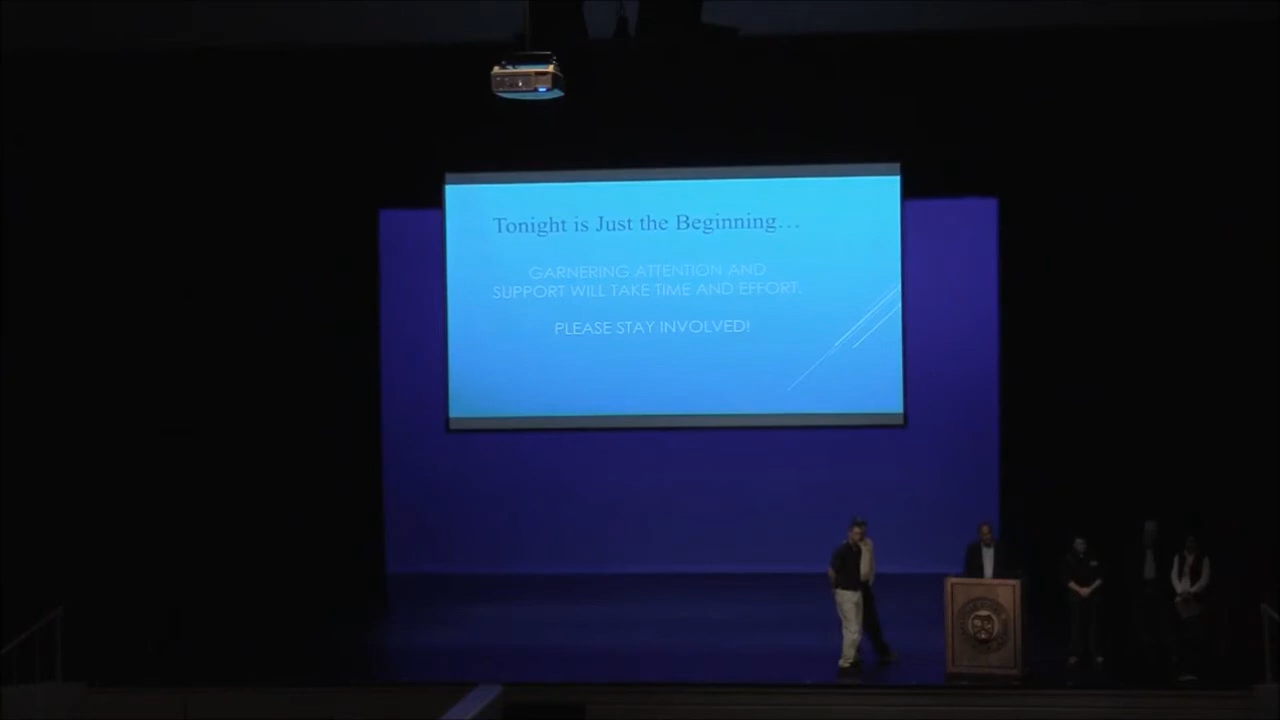 Tonight is Just the Beginning...
GARNERING ATTENTION AND
SUPPORT WILL TAKE TIME AND EFFORT.
PLEASE STAY INVOLVED!